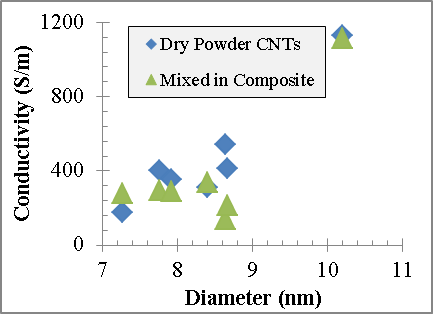 1200
800
400
0
Conductivity (S/m)
Dry Powder CNTs
Mixed in Composite
7 8 9 10 11
Diameter (nm)